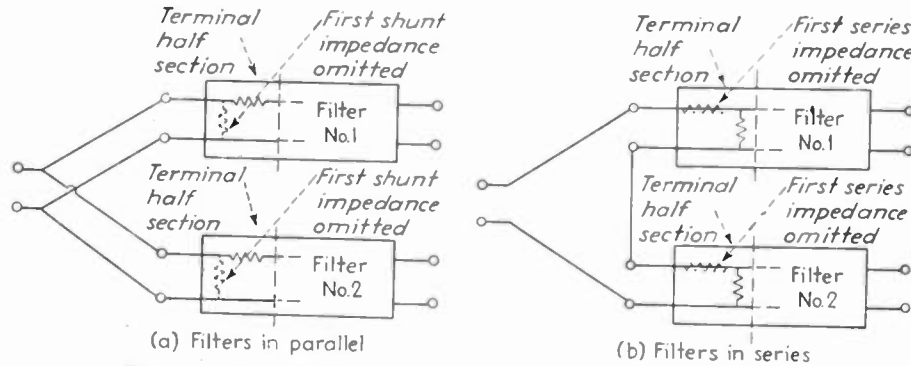 Terminal
half
section
First shunt
impedance
omitted
Filter
No.1
Terminal
half
section
First shunt
impedance
omitted
Filter
No.2
(a) Filters in parallel
Terminal
half
section
First series
impedance
omitted
Filter
No.1
Terminal
half
section
First series
impedance
omitted
Filter
No.2
(b) Filters in series